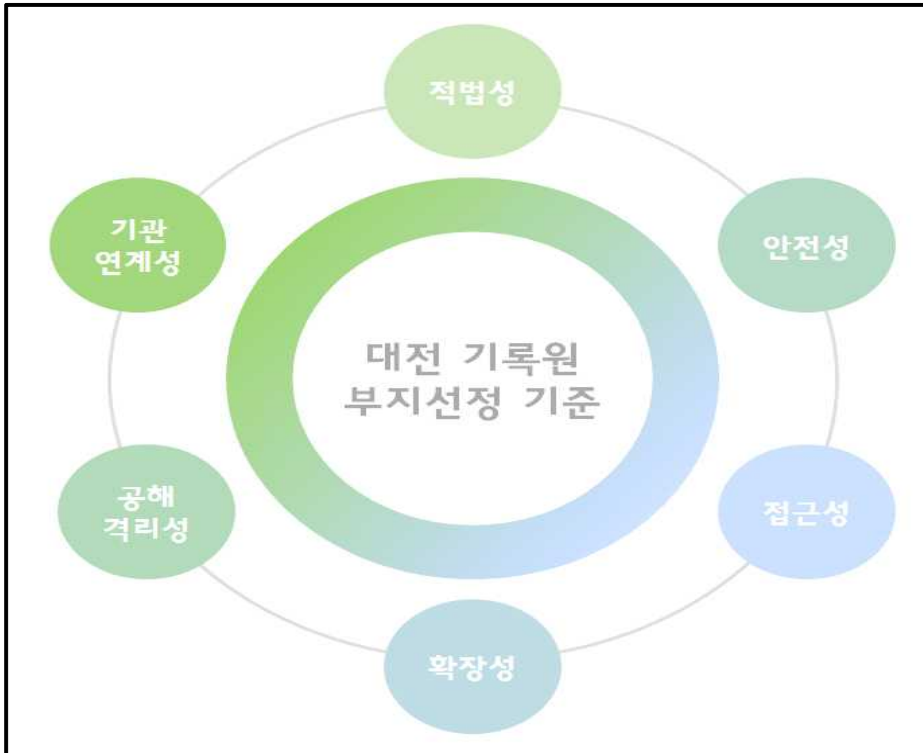 적법성
기관
연계성
안전성
대전 기록원
부지선정 기준
공해
격리성
접근성
확장성